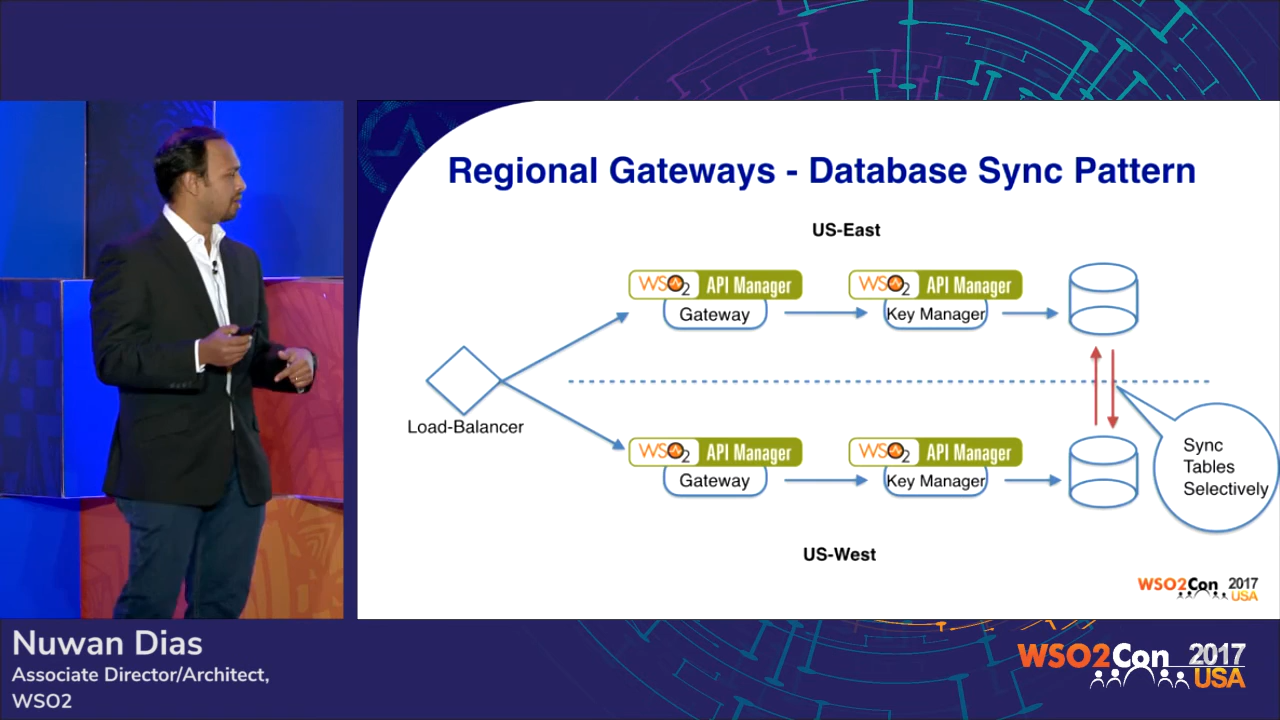 Regional Gateways - Database Sync Pattern
US-East
WSO2 API Manager
Gateway
WSO2 API Manager
Key Manager
Load-Balancer
WSO2 API Manager
Gateway
WSO2 API Manager
Key Manager
Sync
Tables
Selectively
US-West
WSO2Con 2017
USA
Nuwan Dias
Associate Director/Architect,
WSO2
WSO2Con 2017
USA